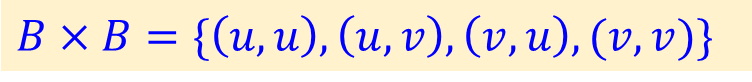 B × B = {(u, u), (u, v), (v, u), (v, v)}